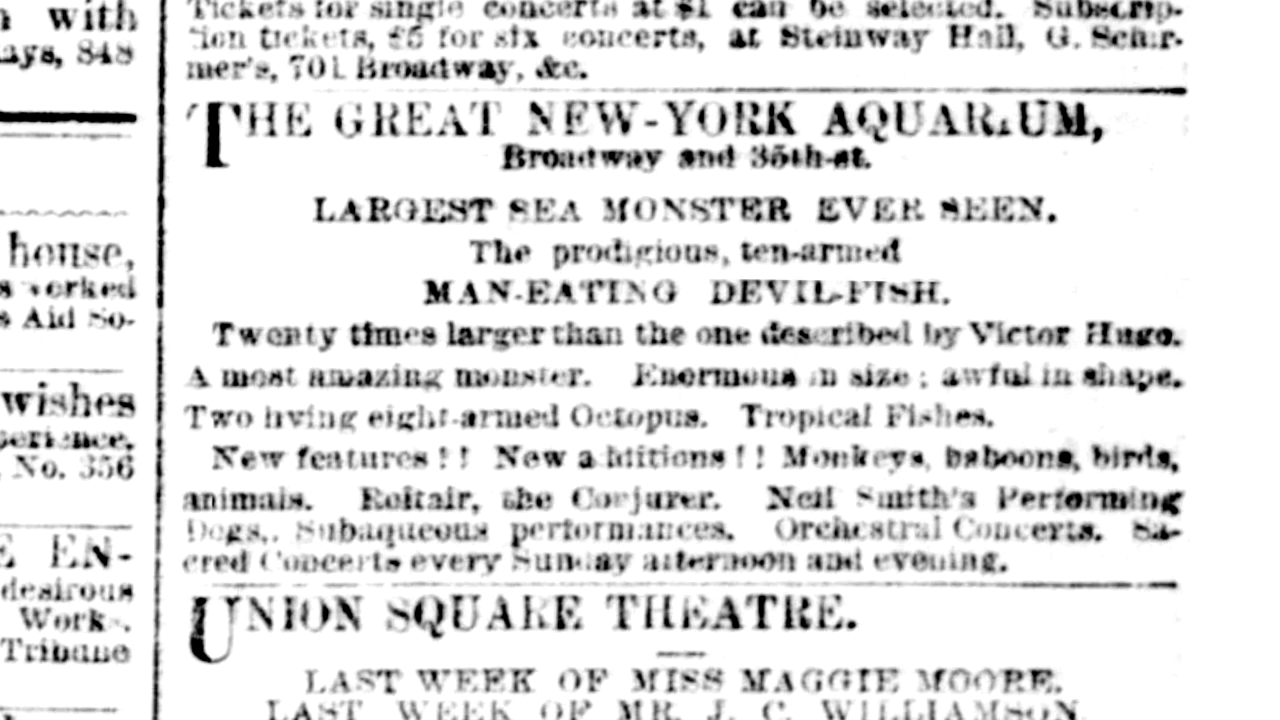 n with
ays, 848
house,
s worked
s Aid So-
wishes
perience.
No. 356
E EN-
desirous
Work
Tribune
Tickets for single concerts at $1 can be selected. Subscrip-
tion tickets, $5 for six concerts, at Steinway Hall, G. Schir-
mer's, 701 Broadway, &c.
THE GREAT NEW-YORK AQUARIUM,
Broadway and 35th-st.
LARGEST SEA MONSTER EVER SEEN.
The prodigious, ten-armed
MAN-EATING DEVIL-FISH.
Twenty times larger than the one described by Victor Hugo.
A most amazing monster. Enormous in size; awful in shape.
Two living eight-armed Octopus. Tropical Fishes.
New features!! New additions!! Monkeys, baboons, birds,
animals. Roltair, the Conjurer. Neil Smith's Performing
Dogs. Subaqueous performances. Orchestral Concerts. Sa-
cred Concerts every Sunday afternoon and evening.
UNION SQUARE THEATRE.
LAST WEEK OF MISS MAGGIE MOORE.
LAST WEEK OF MR. J. C. WILLIAMSON.